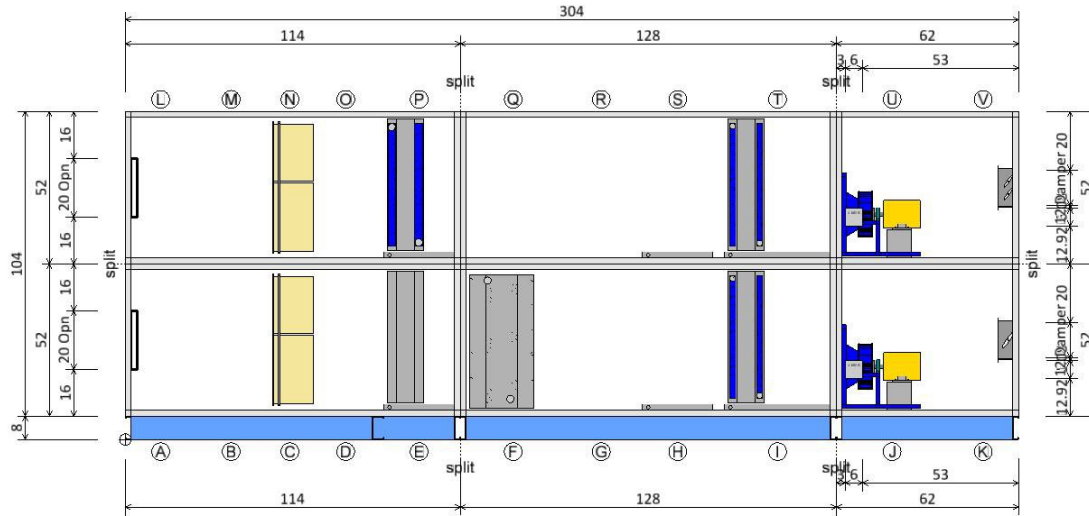 304
114 128 62
3 6 53
split split
L M N O P Q R S T U V
16
20 Opn
16
52
104
Damper 20
12.92
52
split split
16
20 Opn
16
52
Damper 20
12.92
52
8
A B C D E F G H I J K
split split
6 53
114 128 62